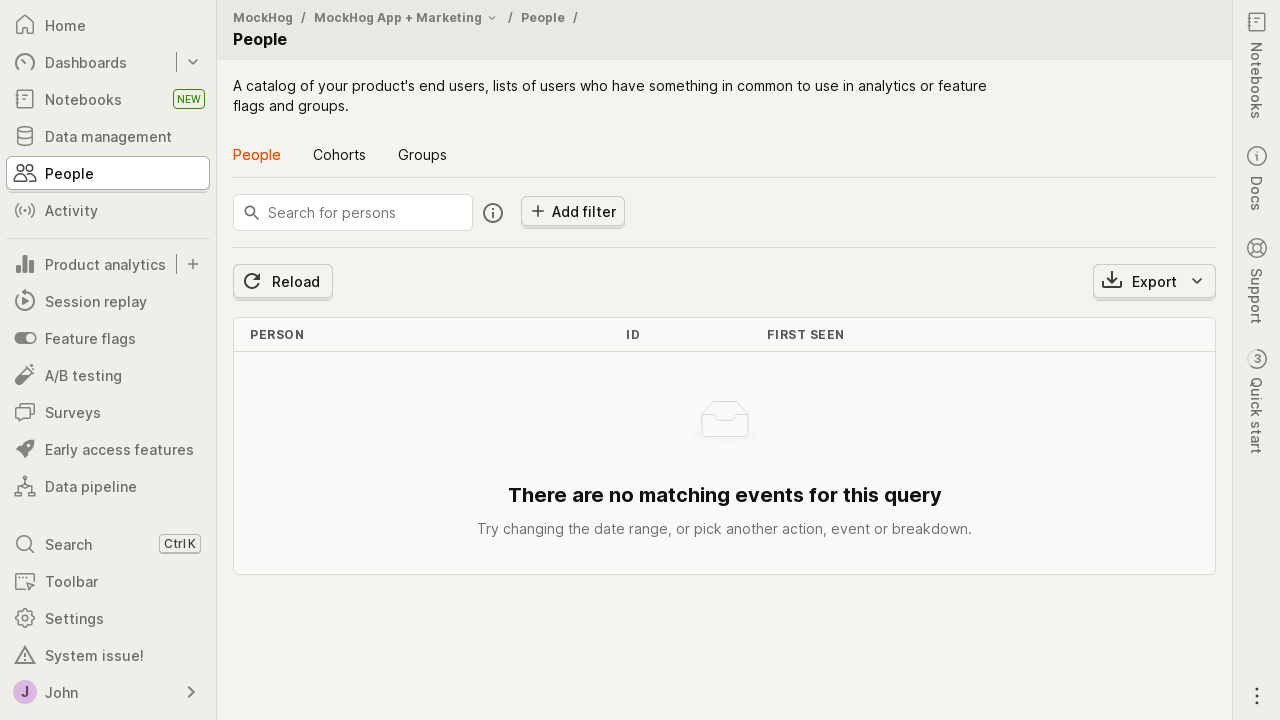 Home
Dashboards
Notebooks
NEW
Data management
People
Activity
Product analytics
Session replay
Feature flags
A/B testing
Surveys
Early access features
Data pipeline
Search
Ctrl K
Toolbar
Settings
System issue!
J
John
MockHog / MockHog App + Marketing / People /
People
A catalog of your product's end users, lists of users who have something in common to use in analytics or feature
flags and groups.
People Cohorts Groups
Search for persons
Add filter
Reload
Export
PERSON ID FIRST SEEN
There are no matching events for this query
Try changing the date range, or pick another action, event or breakdown.
Notebooks
Docs
Support
3
Quick start